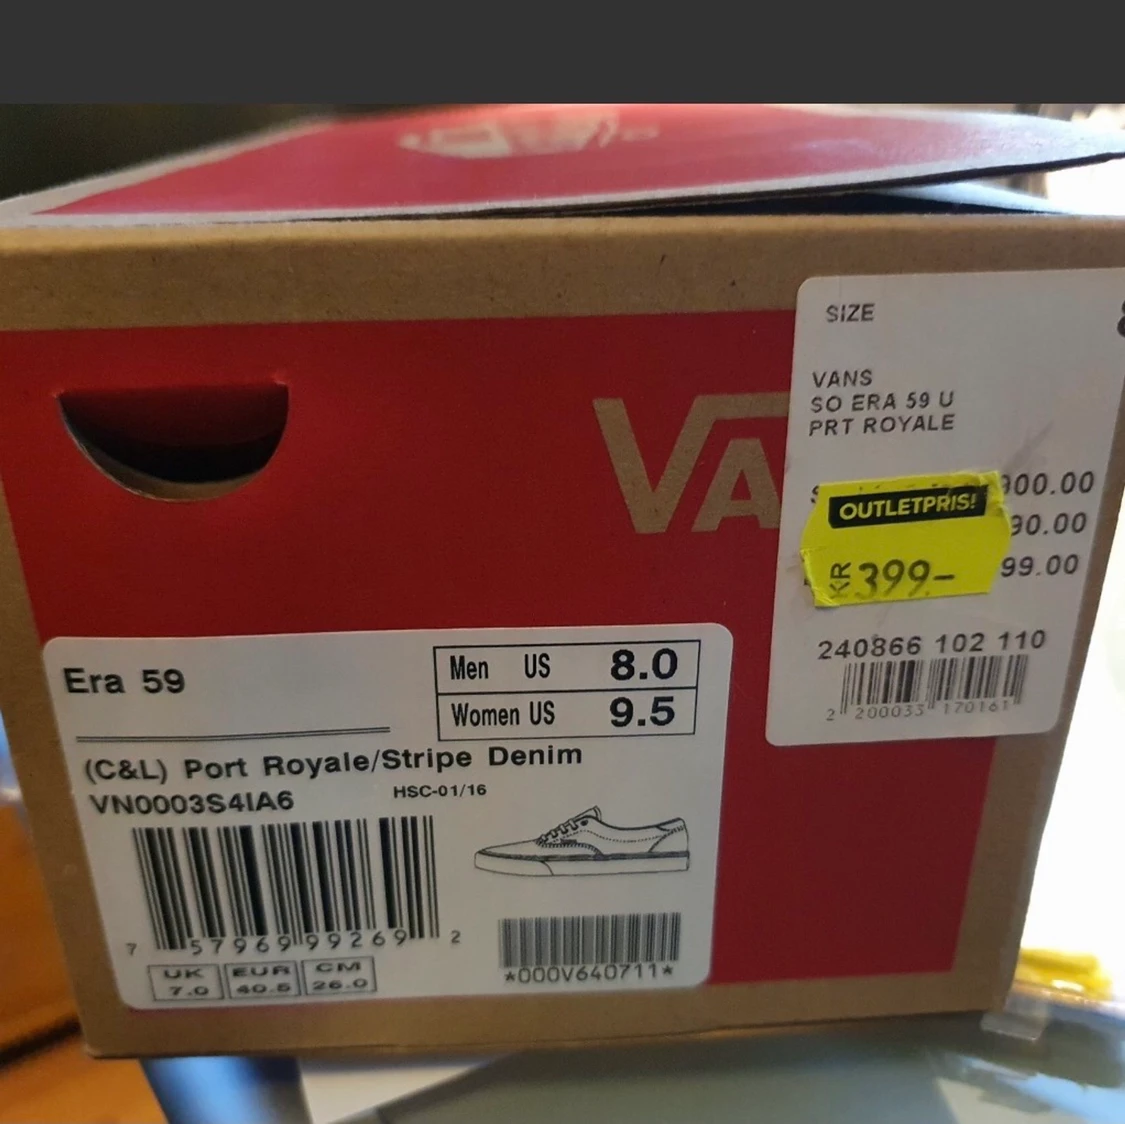 VA
SIZE
VANS
SO ERA 59 U
PRT ROYALE
900.00
90.00
99.00
OUTLETPRIS!
KR 399.-
240866 102 110
2 200033 170161
Era 59
Men US 8.0
Women US 9.5
(C&L) Port Royale/Stripe Denim
VN0003S4IA6 HSC-01/16
7 57969 99269 2
*000V640711*
UK EUR CM
7.0 40.5 26.0